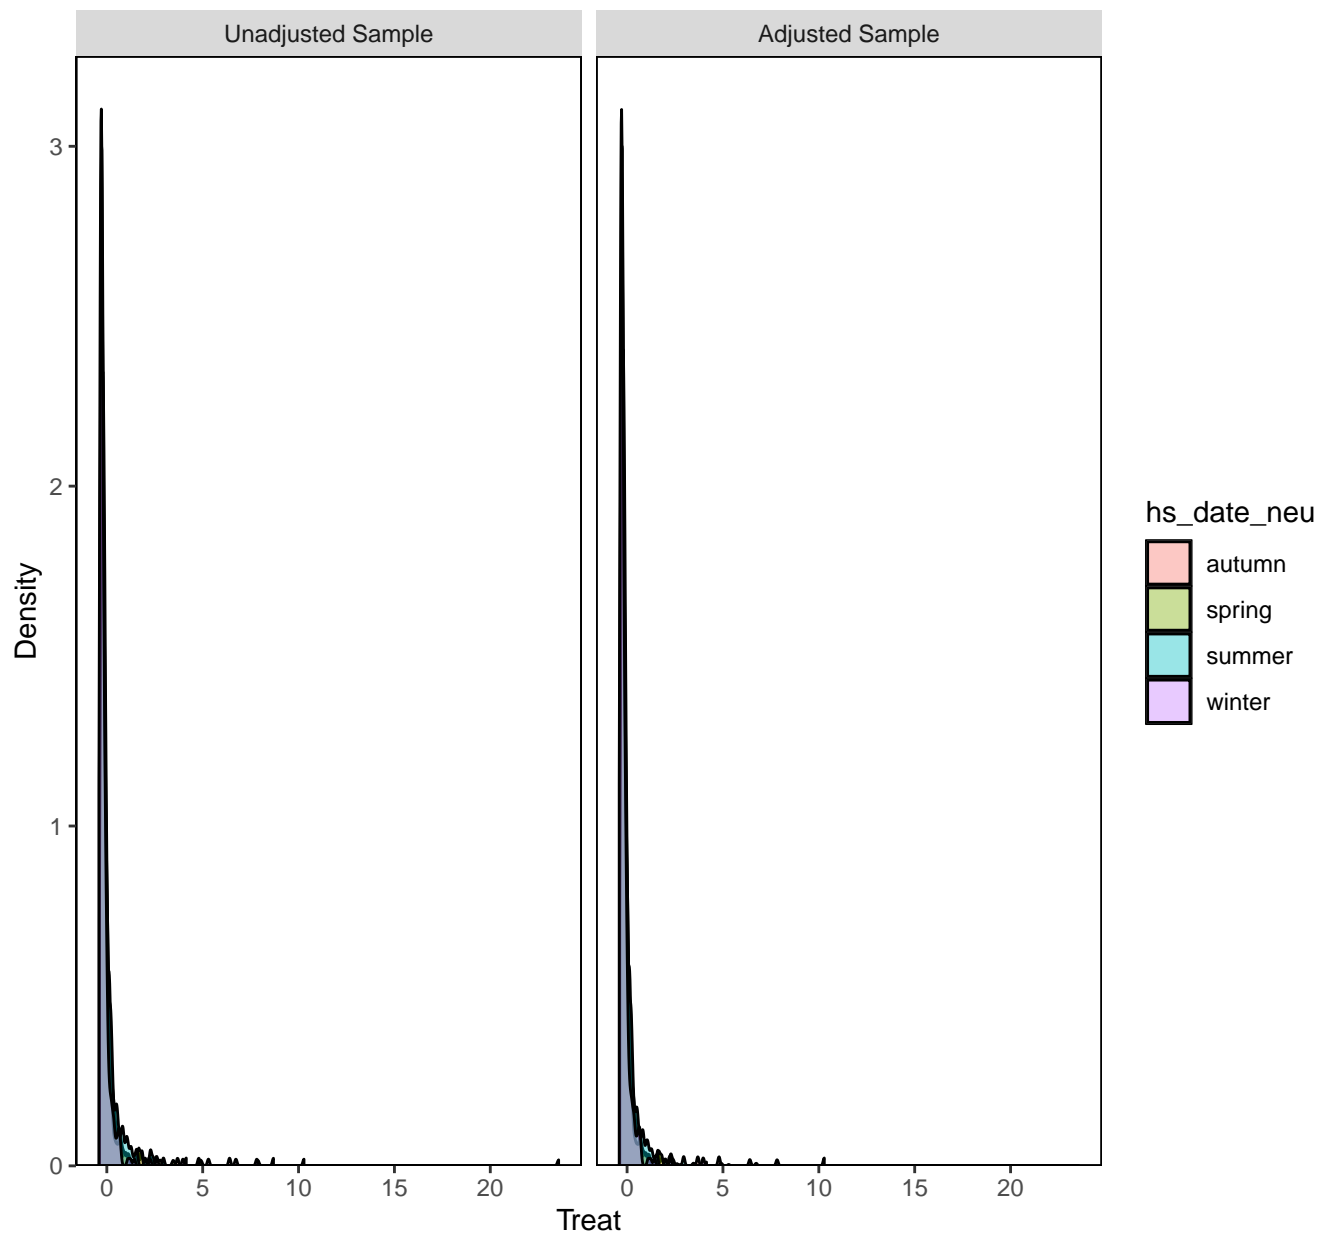 Unadjusted Sample
Adjusted Sample
3
2
1
0
Density
0 5 10 15 20
0 5 10 15 20
Treat
hs_date_neu
autumn
spring
summer
winter